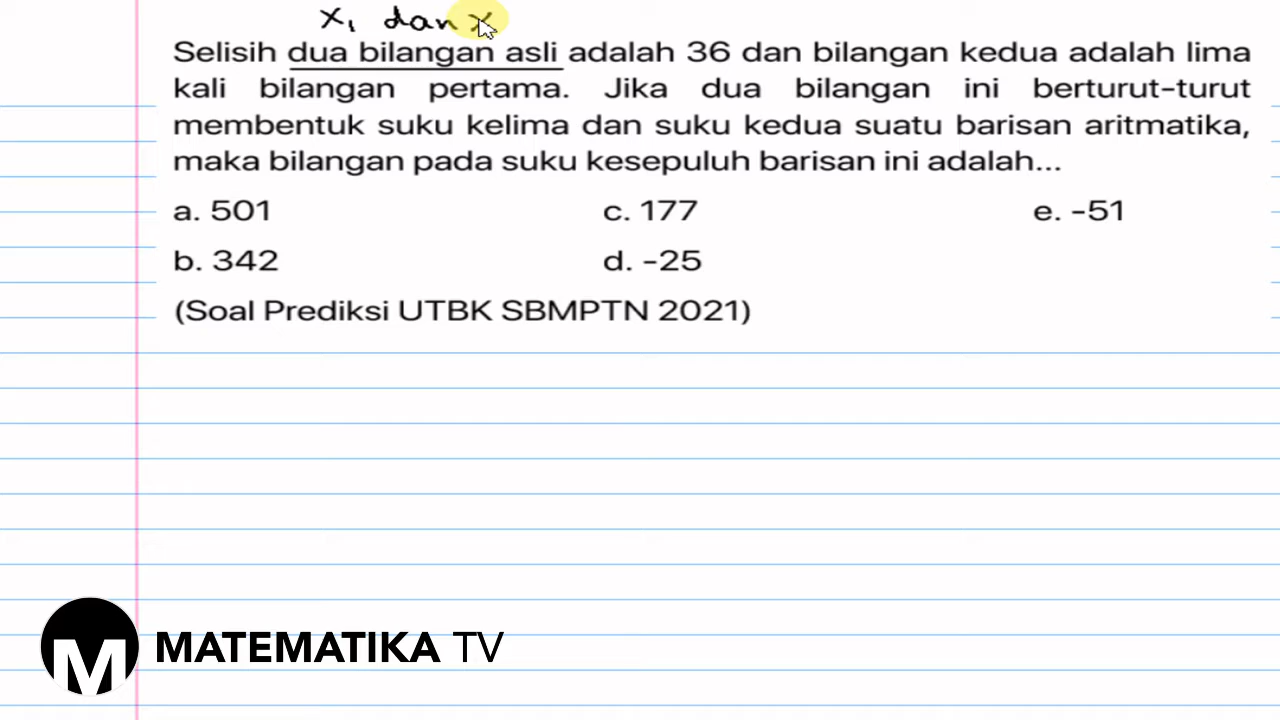 x₁ dan x
Selisih dua bilangan asli adalah 36 dan bilangan kedua adalah lima
kali bilangan pertama. Jika dua bilangan ini berturut-turut
membentuk suku kelima dan suku kedua suatu barisan aritmatika,
maka bilangan pada suku kesepuluh barisan ini adalah...
a. 501 c. 177 e. -51
b. 342 d. -25
(Soal Prediksi UTBK SBMPTN 2021)
M MATEMATIKA TV